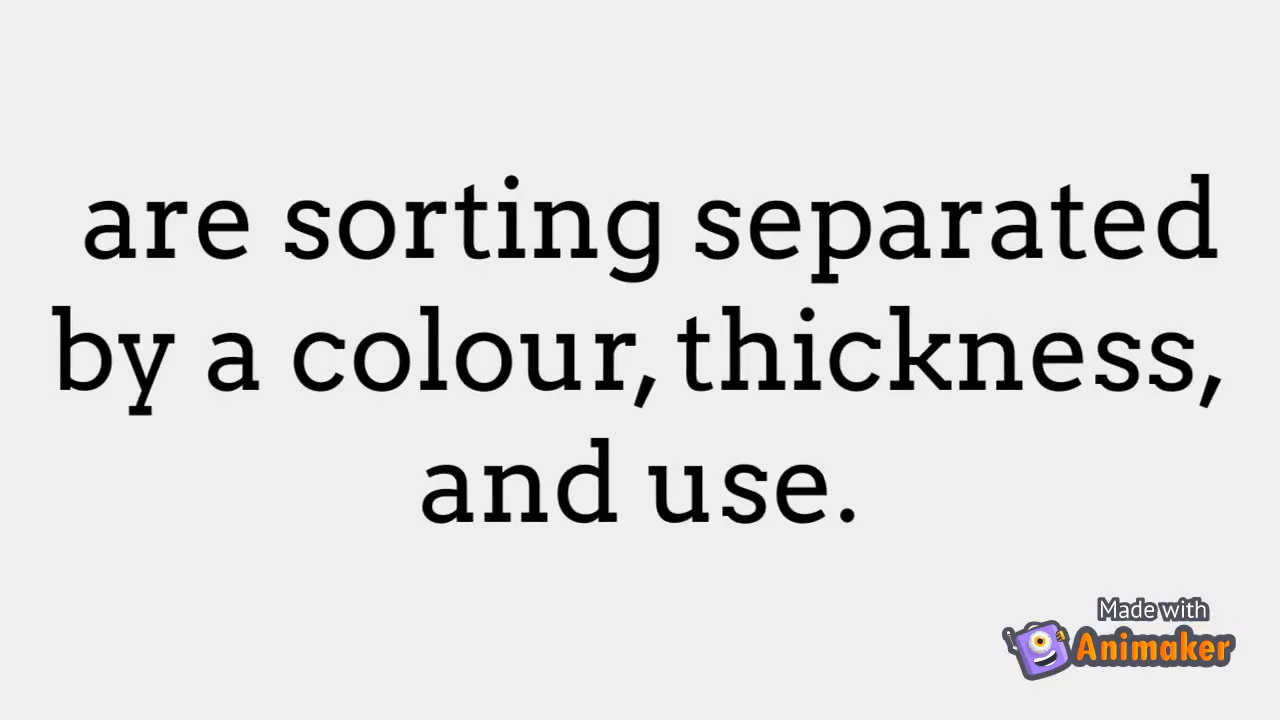 are sorting separated
by a colour, thickness,
and use.
Made with
Animaker